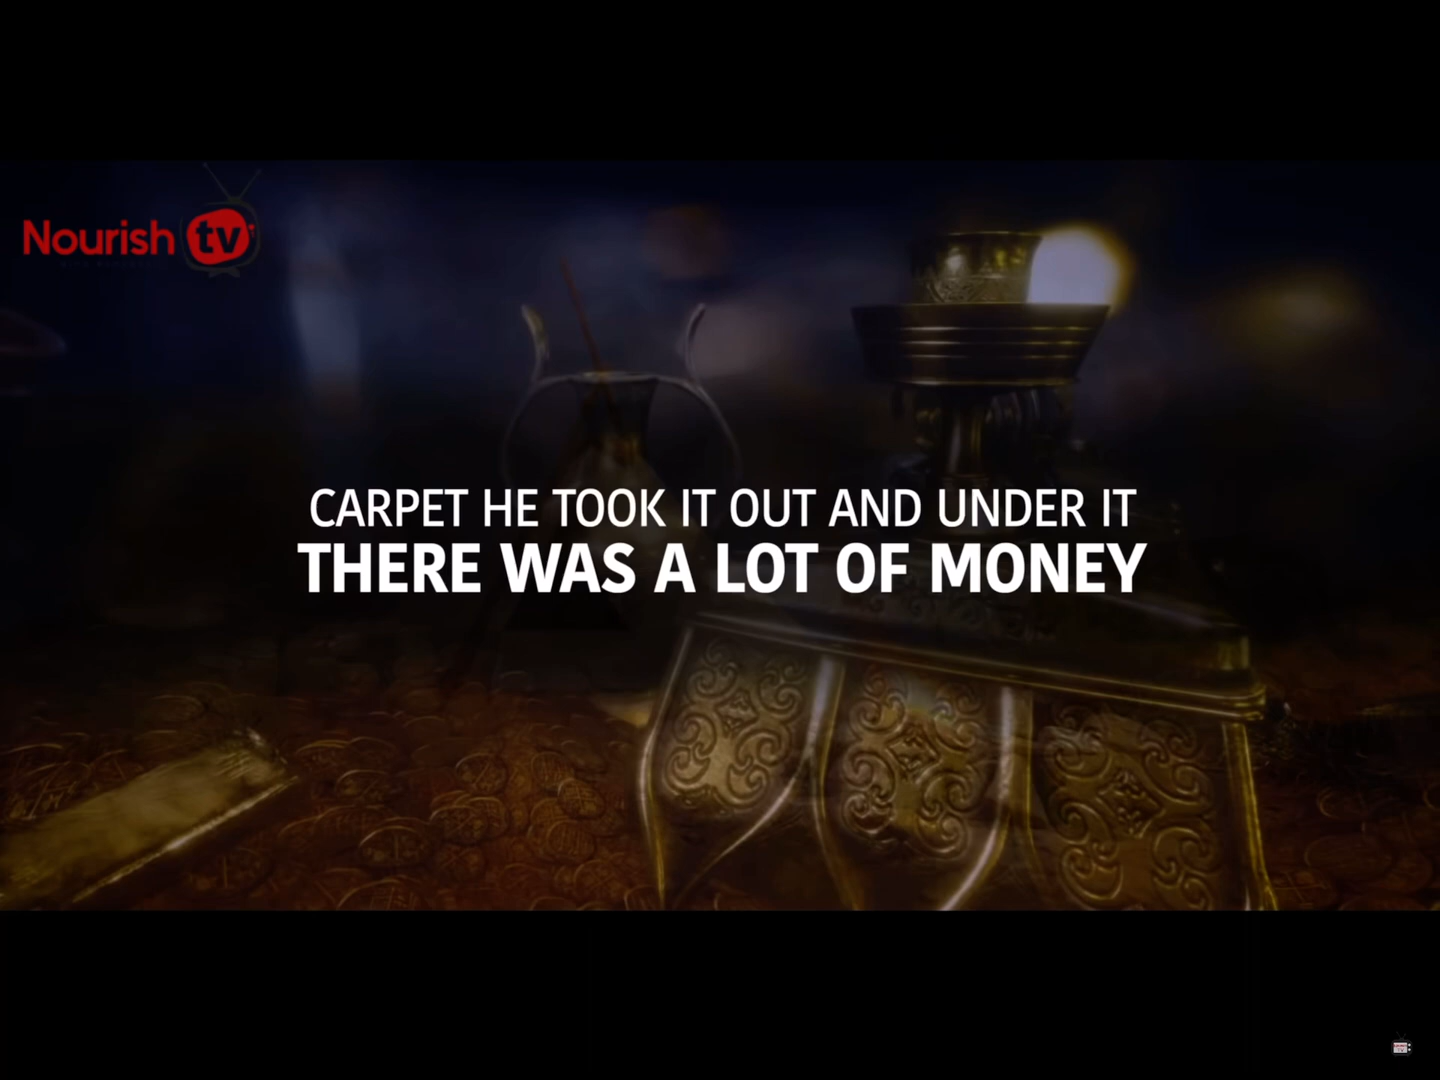 Nourish tv
CARPET HE TOOK IT OUT AND UNDER IT
THERE WAS A LOT OF MONEY